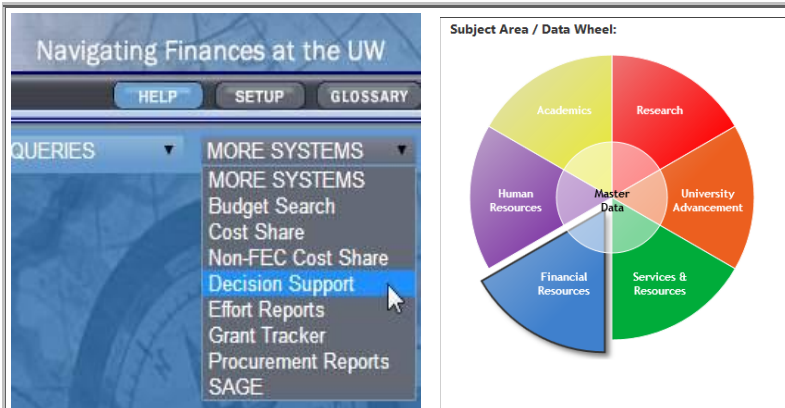 Navigating Finances at the UW
HELP
SETUP
GLOSSARY
QUERIES
MORE SYSTEMS
MORE SYSTEMS
Budget Search
Cost Share
Non-FEC Cost Share
Decision Support
Effort Reports
Grant Tracker
Procurement Reports
SAGE
Subject Area / Data Wheel:
Academics
Research
Human
Resources
Master
Data
University
Advancement
Financial
Resources
Services &
Resources